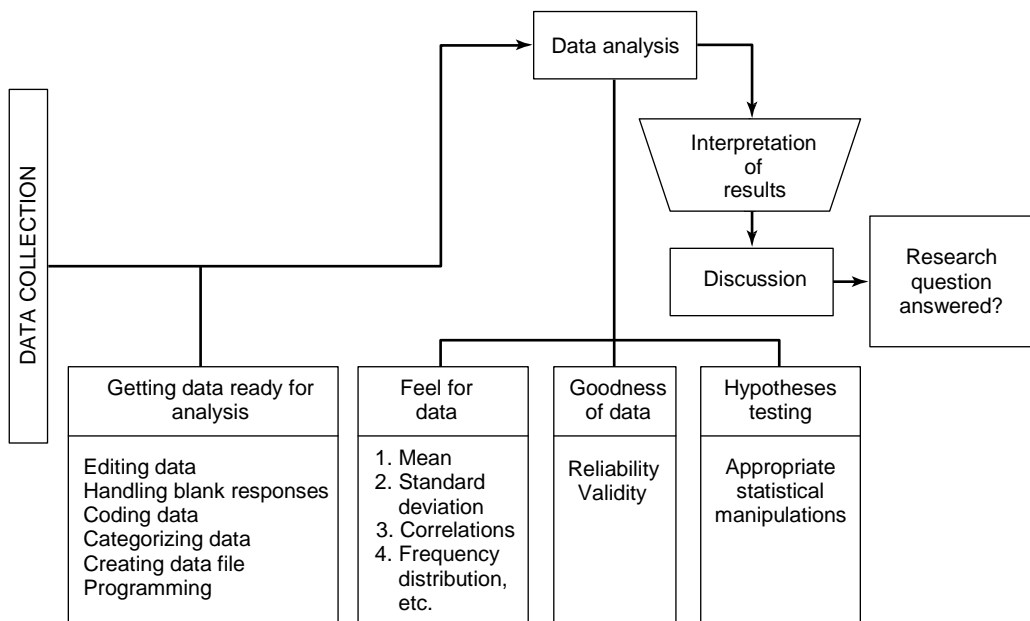 DATA COLLECTION
Data analysis
Interpretation
of
results
Discussion
Research
question
answered?
Getting data ready for
analysis
Editing data
Handling blank responses
Coding data
Categorizing data
Creating data file
Programming
Feel for
data
1. Mean
2. Standard
deviation
3. Correlations
4. Frequency
distribution,
etc.
Goodness
of data
Reliability
Validity
Hypotheses
testing
Appropriate
statistical
manipulations